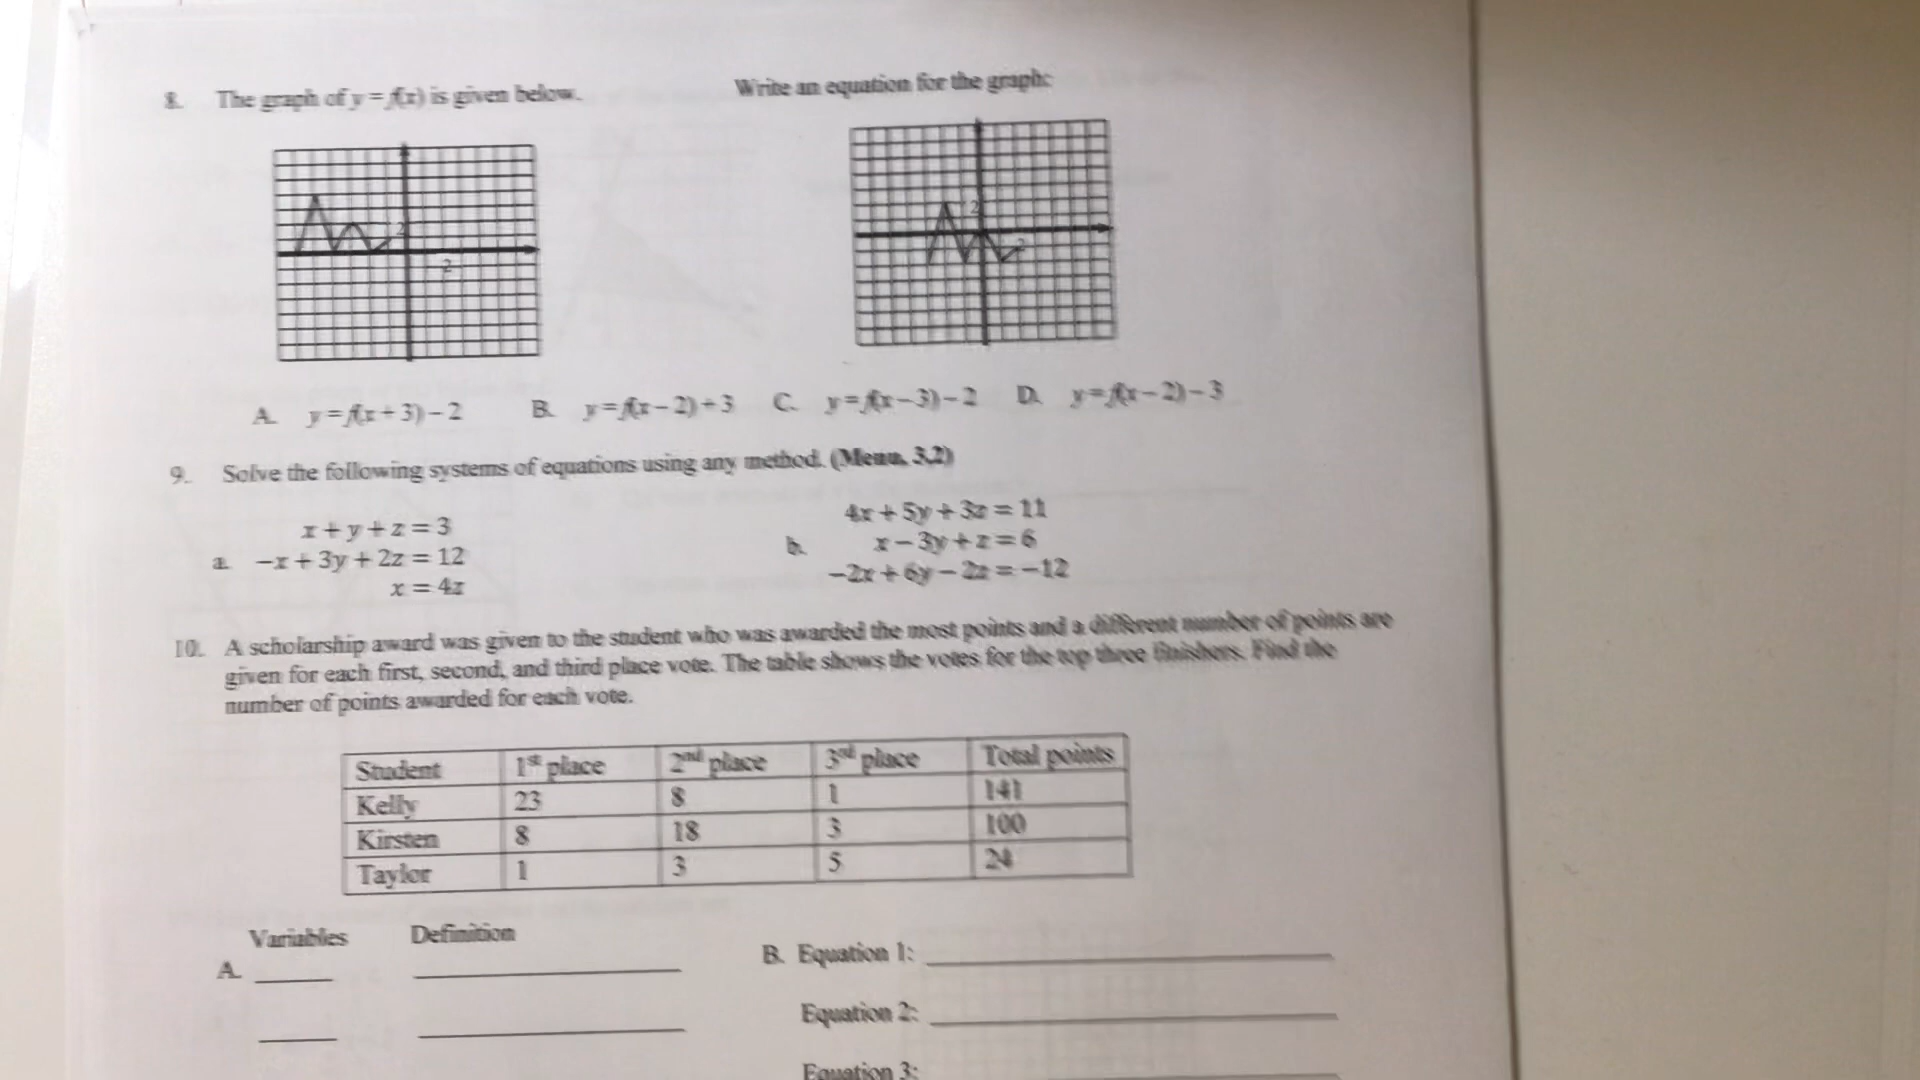 8. The graph of y = f(x) is given below. Write an equation for the graph:
2
2
2
2
A. y = f(x + 3) – 2 B. y = f(x – 2) + 3 C. y = f(x – 3) – 2 D. y = f(x – 2) – 3
9. Solve the following systems of equations using any method. (Menu, 3.2)
x + y + z = 3
a. −x + 3y + 2z = 12
x = 4z
4x + 5y + 3z = 11
b. x − 3y + z = 6
−2x + 6y − 2z = −12
10. A scholarship award was given to the student who was awarded the most points and a different number of points are
given for each first, second, and third place vote. The table shows the votes for the top three finishers. Find the
number of points awarded for each vote.
Student 1st place 2nd place 3rd place Total points
Kelly 23 8 1 141
Kirsten 8 18 3 100
Taylor 1 3 5 24
Variables Definition
A.
B. Equation 1:
Equation 2:
Equation 3: